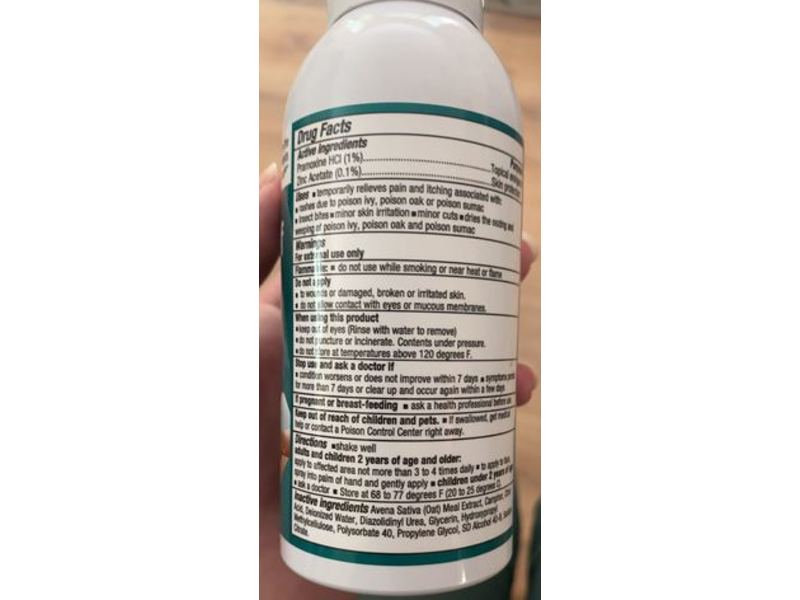 Drug Facts
Active Ingredients
Pramoxine HCl (1%)
Topical
Zinc Acetate (0.1%)
Skin
Uses ■ temporarily relieves pain and itching associated with:
■ rashes due to poison ivy, poison oak or poison sumac
■ insect bites ■ minor skin irritation ■ minor cuts ■ dries the oozing and
weeping of poison ivy, poison oak and poison sumac
Warnings
For external use only
Flammable: ■ do not use while smoking or near heat or flame
Do not apply
■ to wounds or damaged, broken or irritated skin.
■ do not allow contact with eyes or mucous membranes.
When using this product
■ keep out of eyes (Rinse with water to remove)
■ do not puncture or incinerate. Contents under pressure.
■ do not store at temperatures above 120 degrees F.
Stop use and ask a doctor if
■ condition worsens or does not improve within 7 days ■ symptoms
for more than 7 days or clear up and occur again within a few days
If pregnant or breast-feeding ■ ask a health professional before use
Keep out of reach of children and pets. ■ If swallowed, get medical
help or contact a Poison Control Center right away.
Directions ■ shake well
adults and children 2 years of age and older:
apply to affected area not more than 3 to 4 times daily ■ to apply to face,
spray into palm of hand and gently apply ■ children under 2 years of age
■ ask a doctor ■ Store at 68 to 77 degrees F (20 to 25 degrees C)
Inactive Ingredients Avena Sativa (Oat) Meal Extract, Camphor, Citric
Acid, Deionized Water, Diazolidinyl Urea, Glycerin, Hydroxypropyl
Methylcellulose, Polysorbate 40, Propylene Glycol, SD Alcohol 40-B,
Citrate.